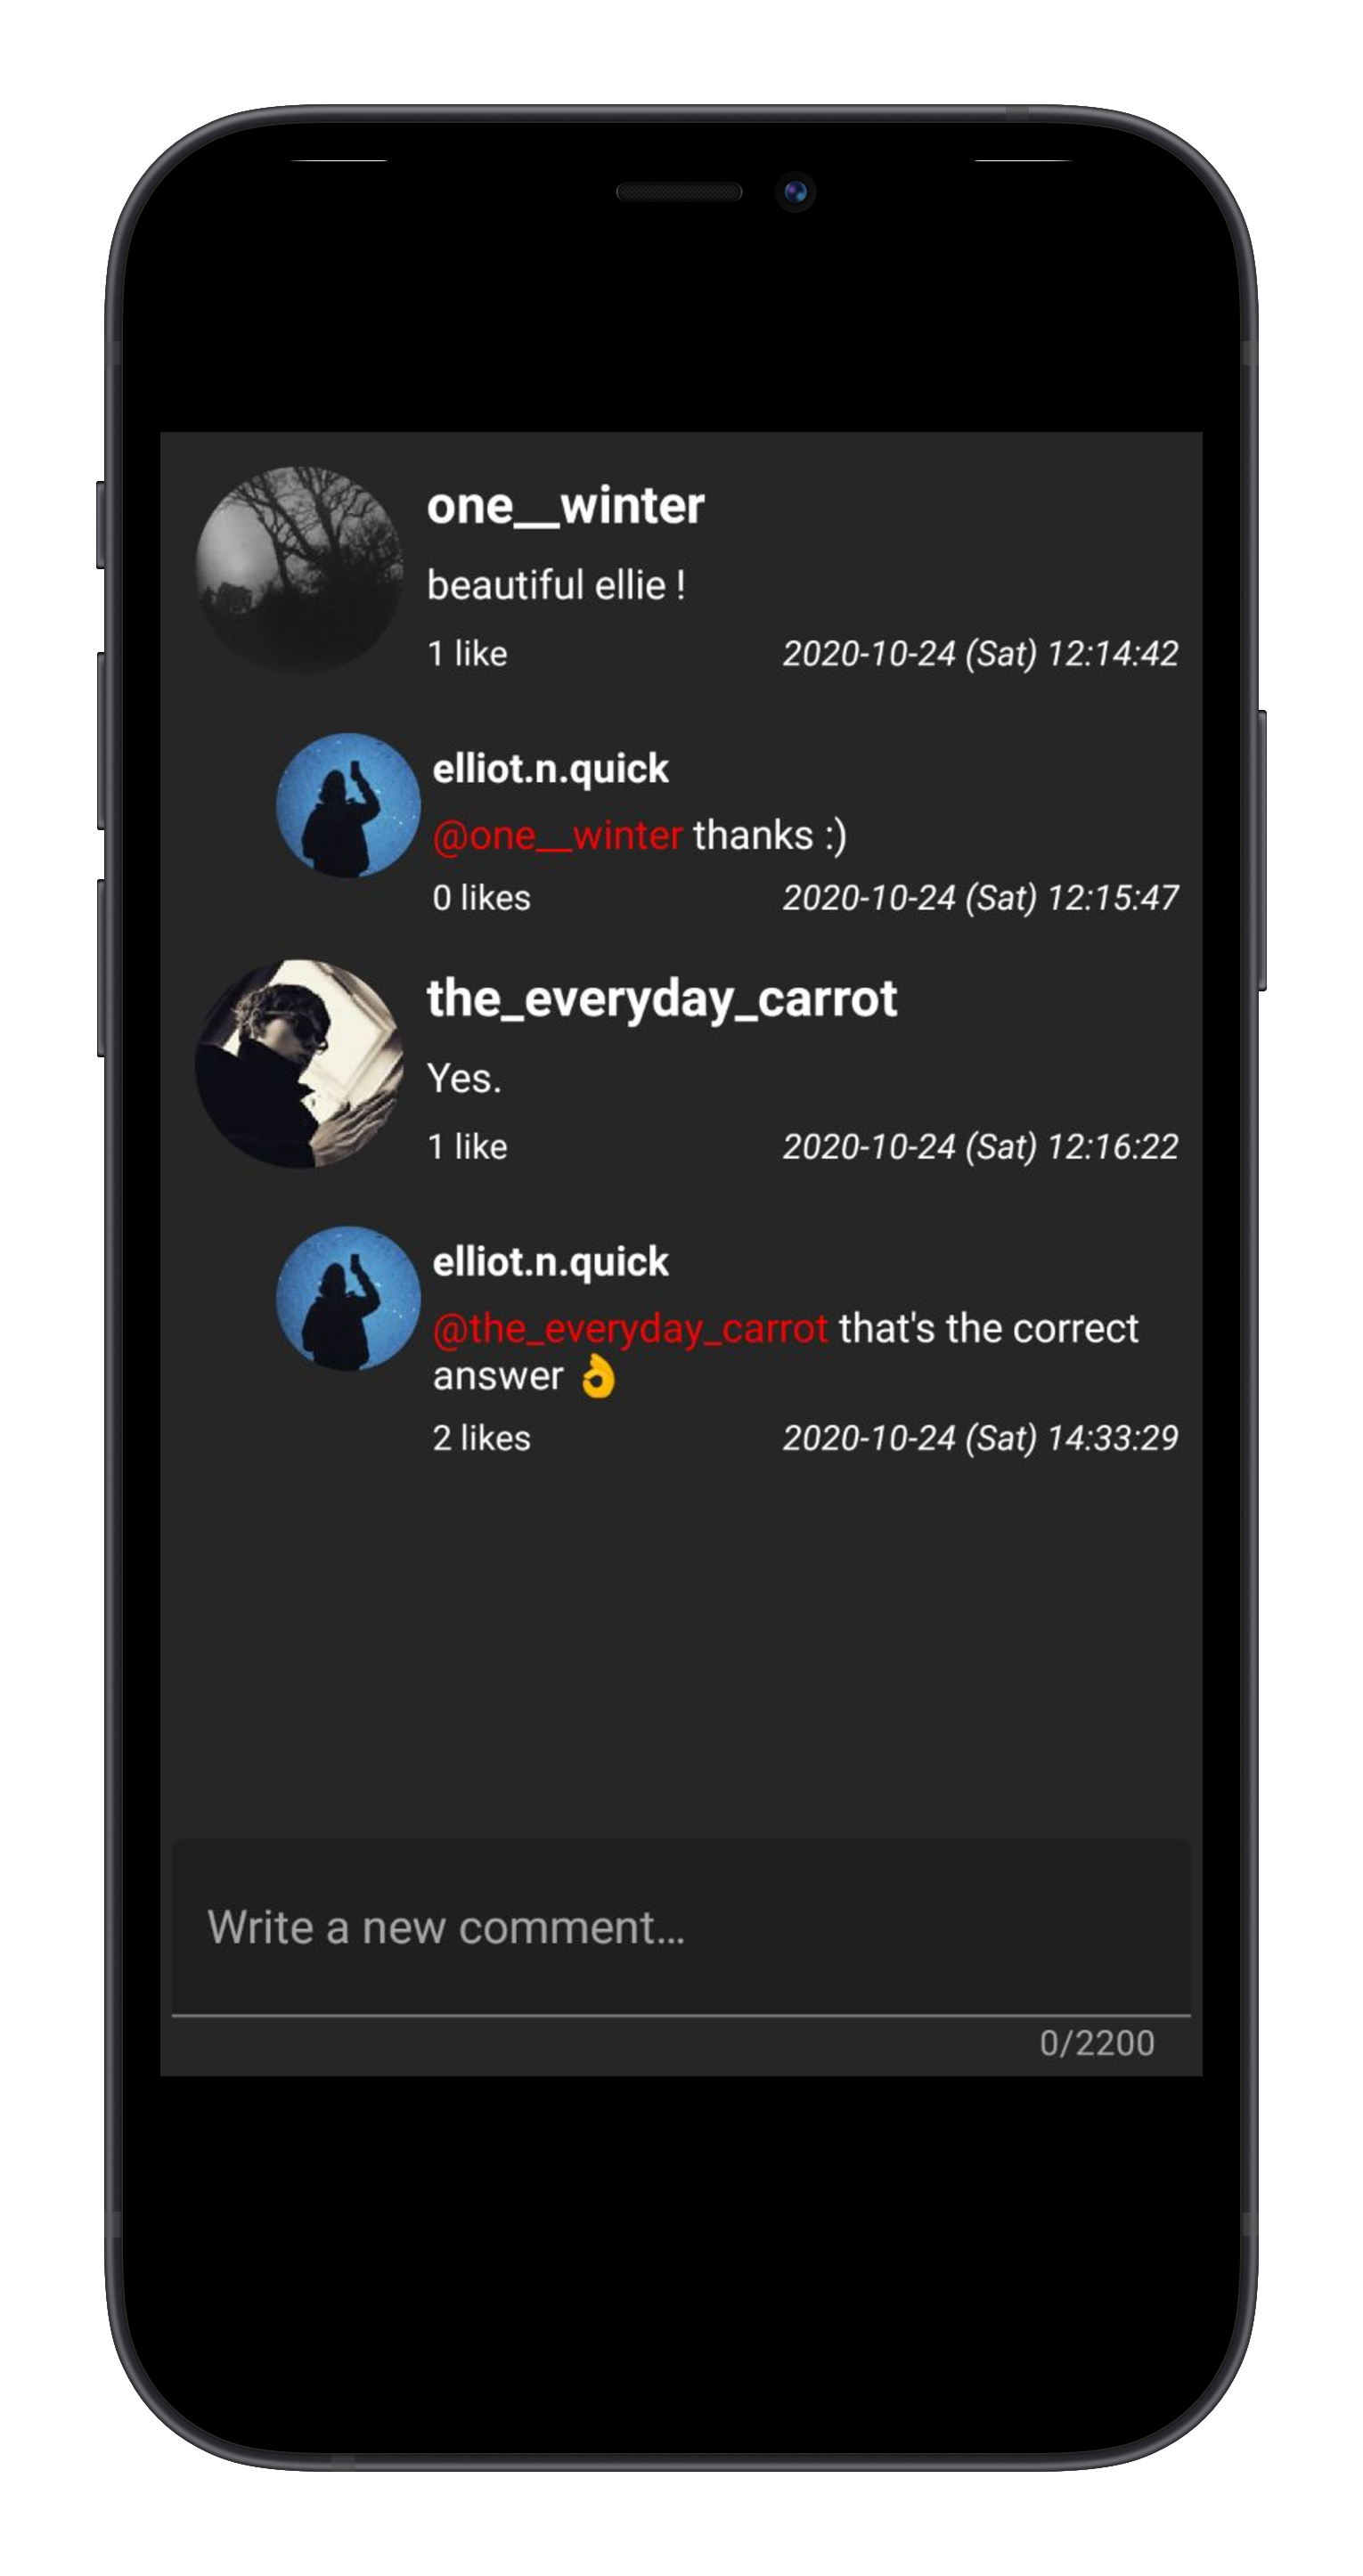 one__winter
beautiful ellie !
1 like 2020-10-24 (Sat) 12:14:42
elliot.n.quick
@one__winter thanks :)
0 likes 2020-10-24 (Sat) 12:15:47
the_everyday_carrot
Yes.
1 like 2020-10-24 (Sat) 12:16:22
elliot.n.quick
@the_everyday_carrot that's the correct
answer 👌
2 likes 2020-10-24 (Sat) 14:33:29
Write a new comment...
0/2200